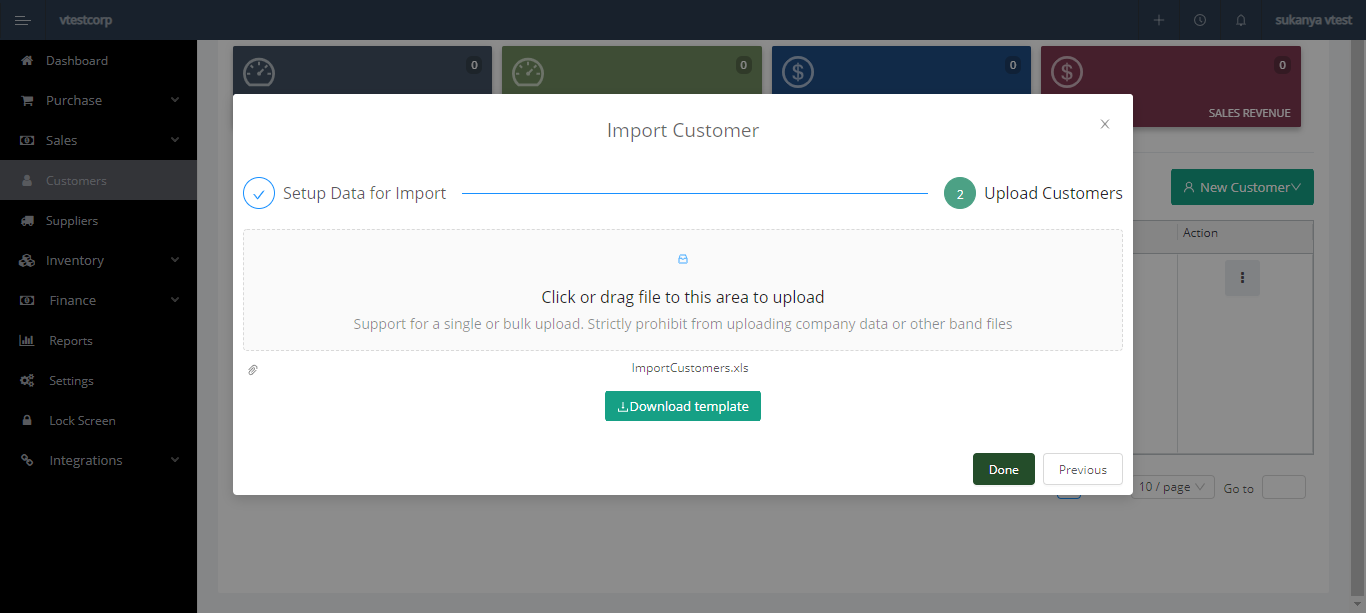 vtestcorp
sukanya vtest
Dashboard
Purchase
Sales
Customers
Suppliers
Inventory
Finance
Reports
Settings
Lock Screen
Integrations
0
0
0
0
SALES REVENUE
New Customer
Action
Import Customer
Setup Data for Import
2 Upload Customers
Click or drag file to this area to upload
Support for a single or bulk upload. Strictly prohibit from uploading company data or other band files
ImportCustomers.xls
Download template
Done
Previous
10 / page
Go to